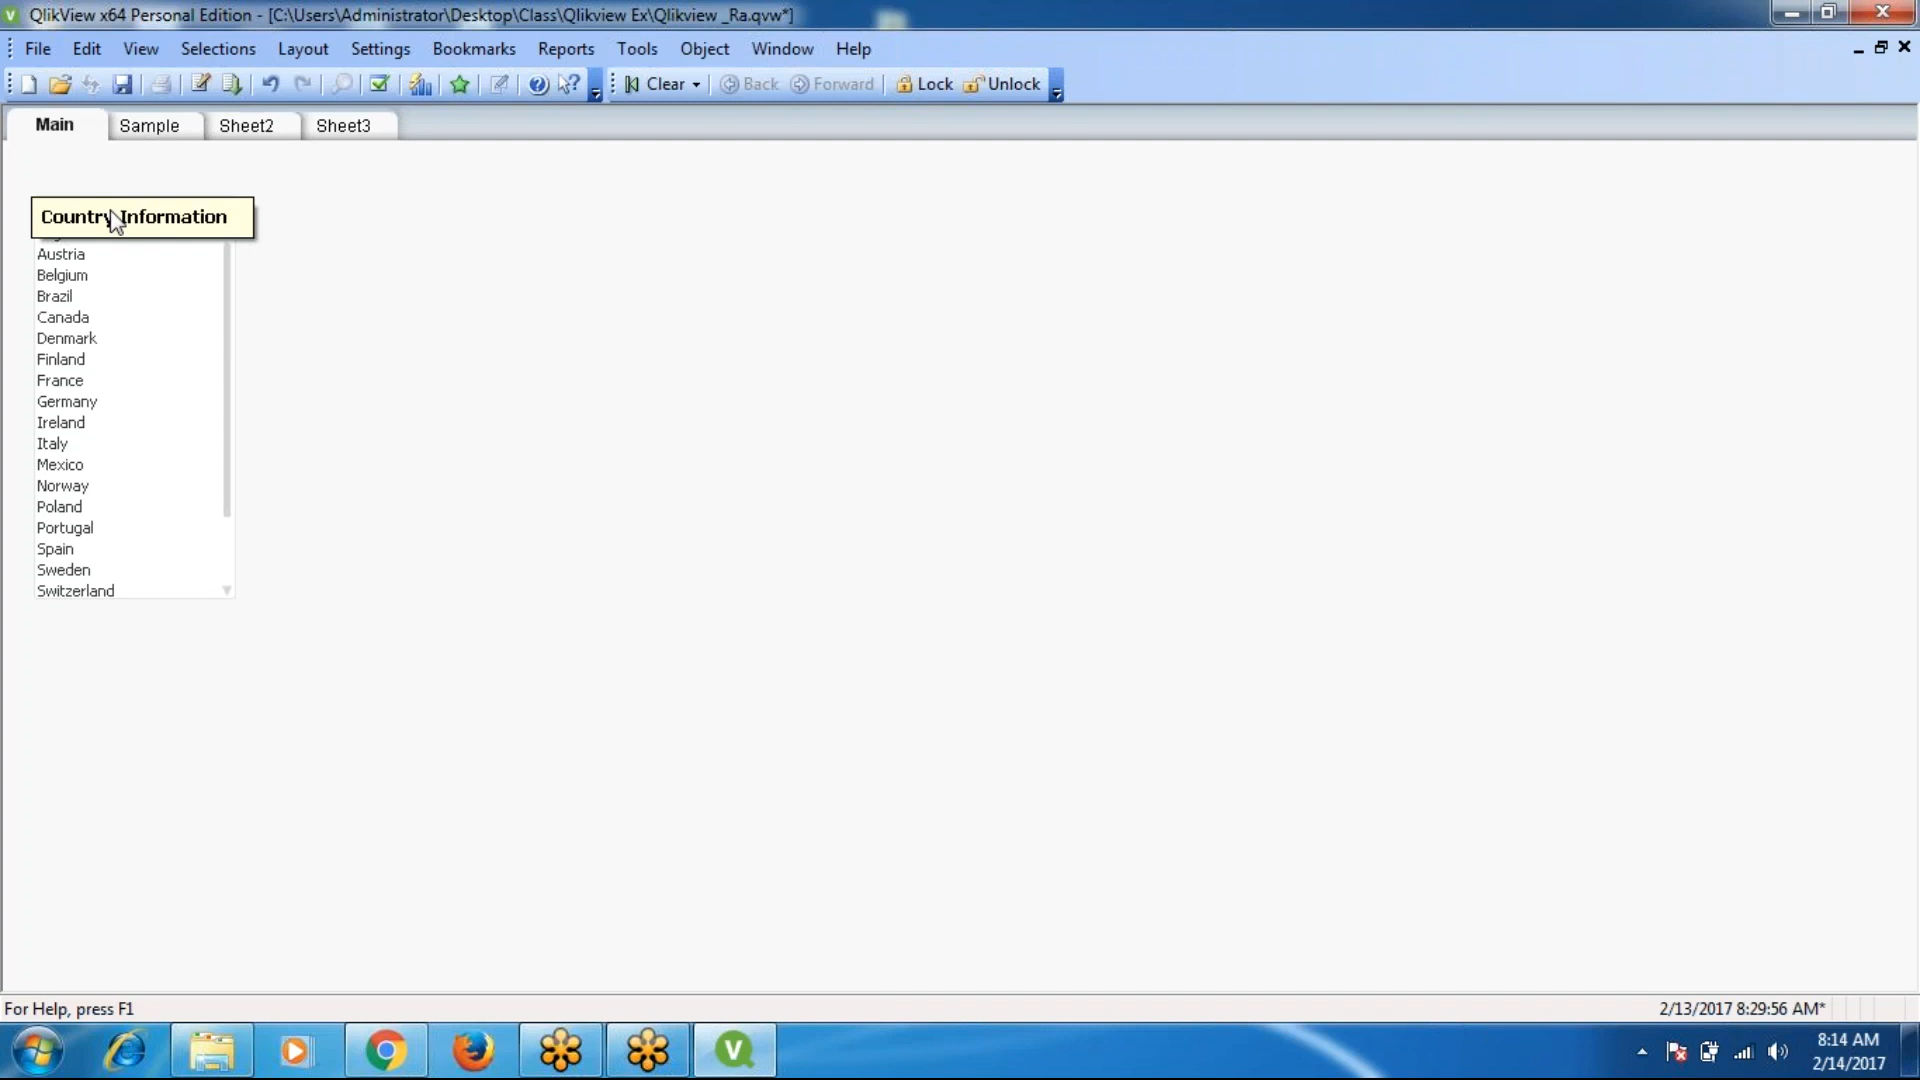 QlikView x64 Personal Edition - [C:\Users\Administrator\Desktop\Class\Qlikview Ex\Qlikview _Ra.qvw*]
File Edit View Selections Layout Settings Bookmarks Reports Tools Object Window Help
Clear Back Forward Lock Unlock
Main Sample Sheet2 Sheet3
Country Information
Austria
Belgium
Brazil
Canada
Denmark
Finland
France
Germany
Ireland
Italy
Mexico
Norway
Poland
Portugal
Spain
Sweden
Switzerland
For Help, press F1 2/13/2017 8:29:56 AM*
8:14 AM
2/14/2017